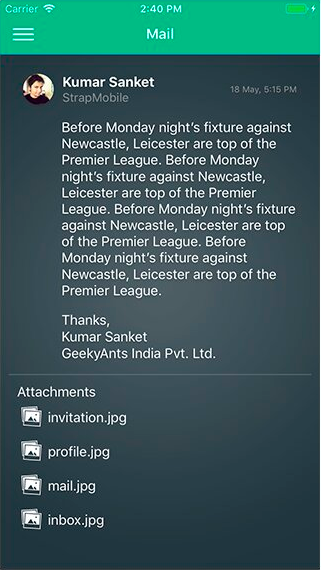 Carrier 2:40 PM
Mail
Kumar Sanket
StrapMobile
18 May, 5:15 PM
Before Monday night's fixture against
Newcastle, Leicester are top of the
Premier League. Before Monday
night's fixture against Newcastle,
Leicester are top of the Premier
League. Before Monday night's fixture
against Newcastle, Leicester are top
of the Premier League. Before
Monday night's fixture against
Newcastle, Leicester are top of the
Premier League.
Thanks,
Kumar Sanket
GeekyAnts India Pvt. Ltd.
Attachments
invitation.jpg
profile.jpg
mail.jpg
inbox.jpg